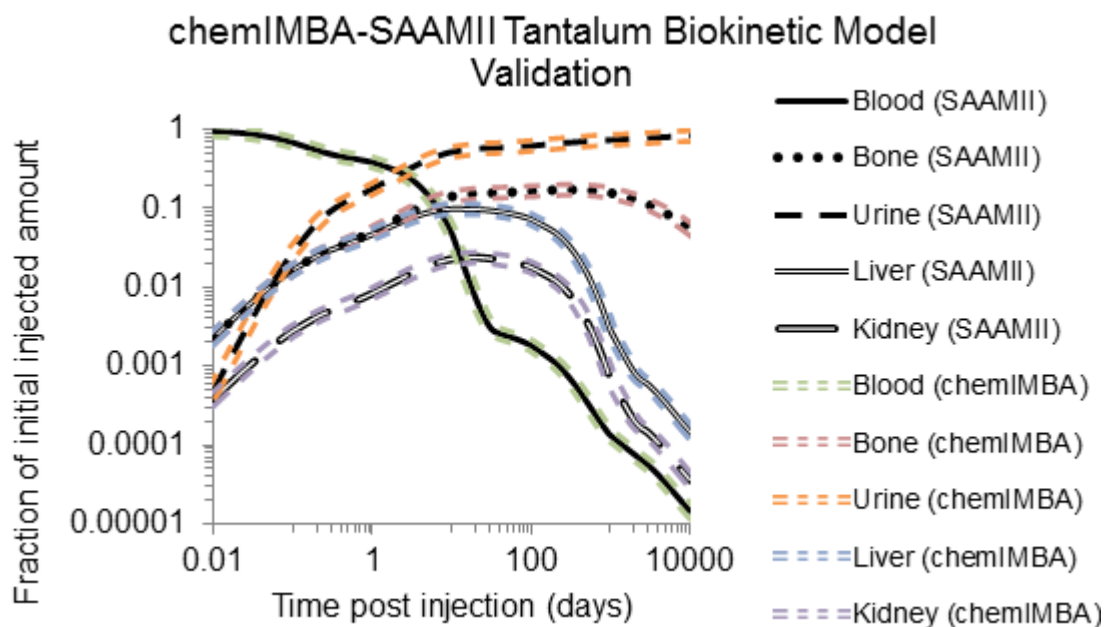 chemIMBA-SAAMII Tantalum Biokinetic Model
Validation
Fraction of initial injected amount
1
0.1
0.01
0.001
0.0001
0.00001
0.01
1
100
10000
Time post injection (days)
Blood (SAAMII)
Bone (SAAMII)
Urine (SAAMII)
Liver (SAAMII)
Kidney (SAAMII)
Blood (chemIMBA)
Bone (chemIMBA)
Urine (chemIMBA)
Liver (chemIMBA)
Kidney (chemIMBA)